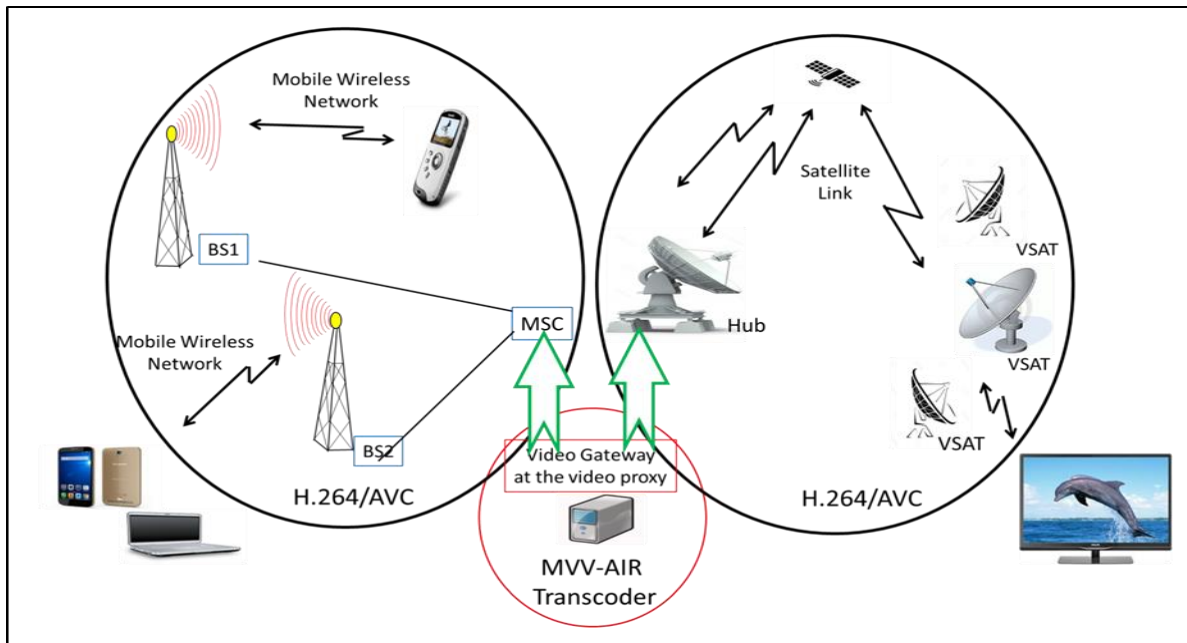 Mobile Wireless
Network
BS1
Mobile Wireless
Network
BS2
MSC
H.264/AVC
Satellite
Link
VSAT
Hub
VSAT
VSAT
H.264/AVC
Video Gateway
at the video proxy
MVV-AIR
Transcoder